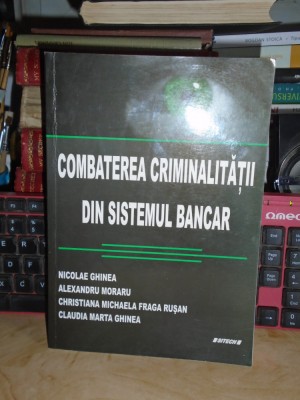 COMBATEREA CRIMINALITĂȚII
DIN SISTEMUL BANCAR
NICOLAE GHINEA
ALEXANDRU MORARU
CHRISTIANA MICHAELA FRAGA RUȘAN
CLAUDIA MARTA GHINEA
SITECH